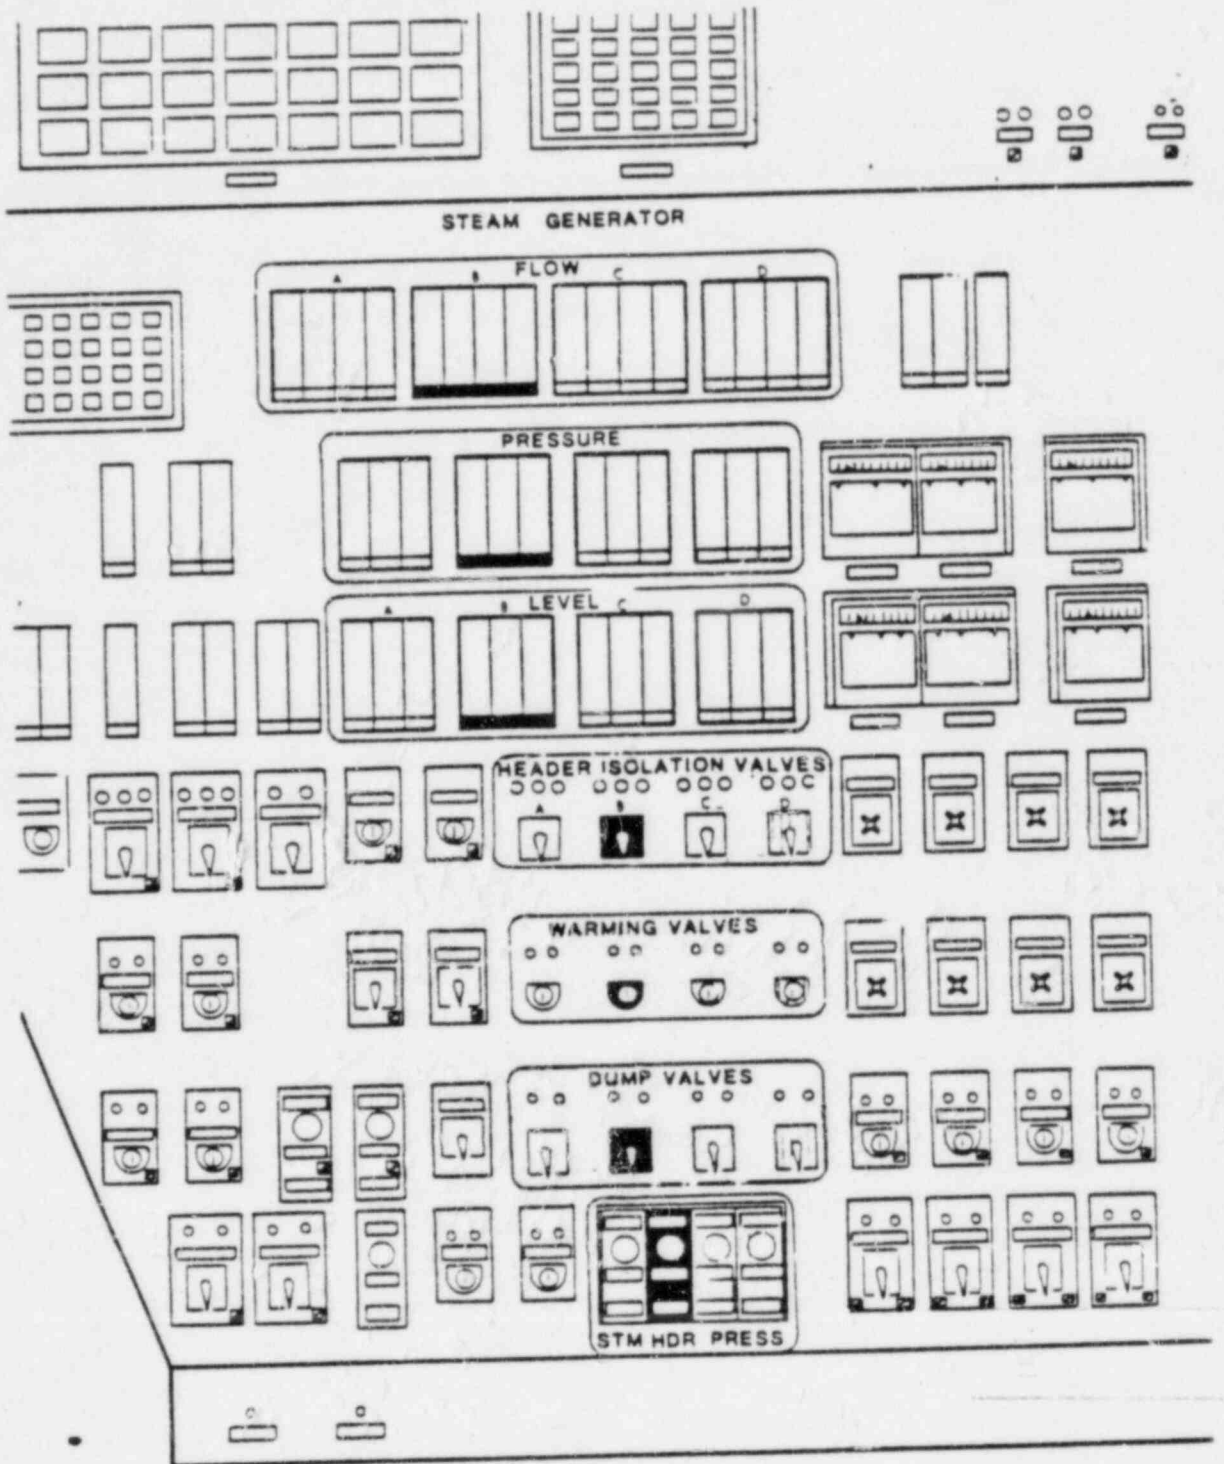 STEAM GENERATOR
FLOW
A B C D
PRESSURE
LEVEL
A B C D
HEADER ISOLATION VALVES
A B C D
WARMING VALVES
DUMP VALVES
STM HDR PRESS